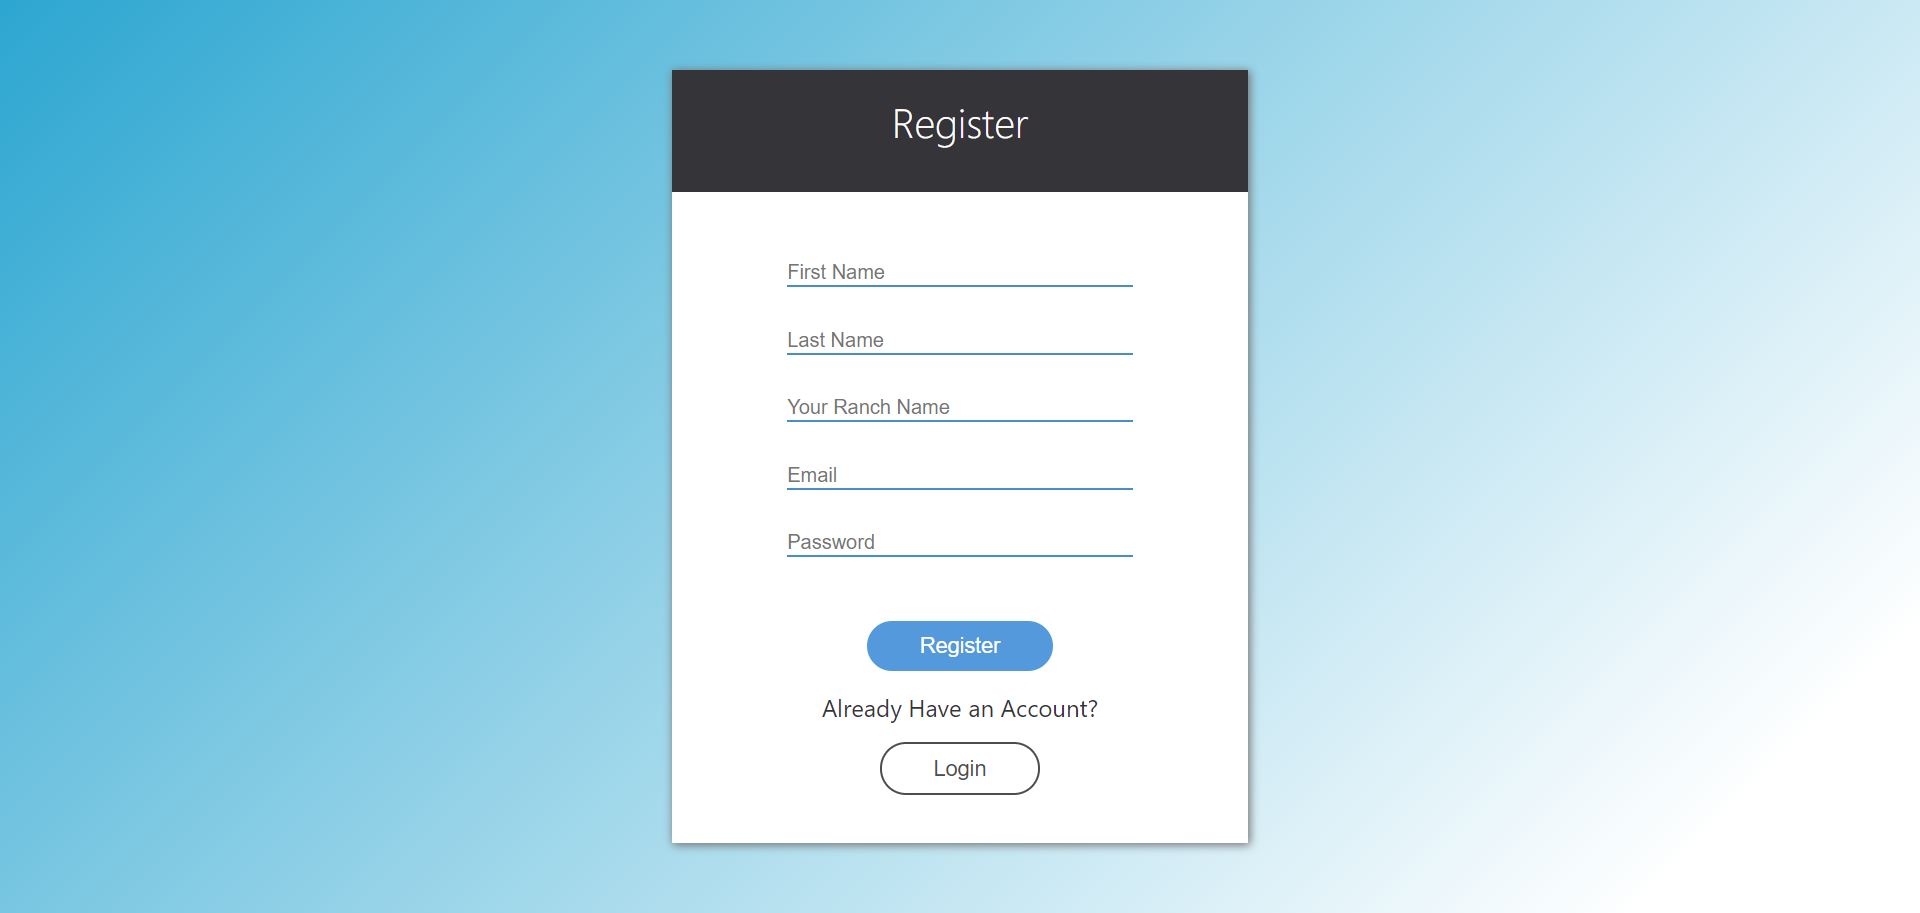 Register
First Name
Last Name
Your Ranch Name
Email
Password
Register
Already Have an Account?
Login